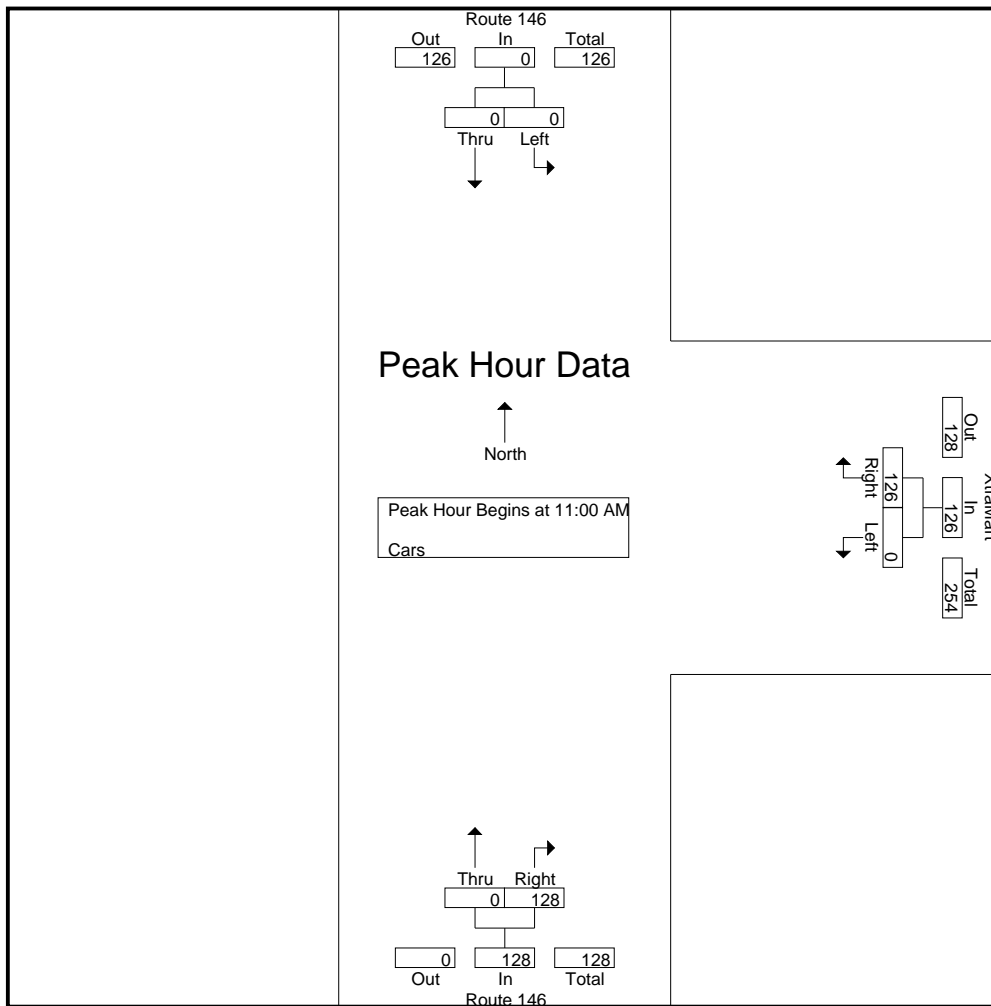 Route 146
Out In Total
126 0 126
0 0
Thru Left
Peak Hour Data
North
Peak Hour Begins at 11:00 AM
Cars
Out In Total
128 126 254
126 0
Right Left
Thru Right
0 128
0 128 128
Out In Total
Route 146